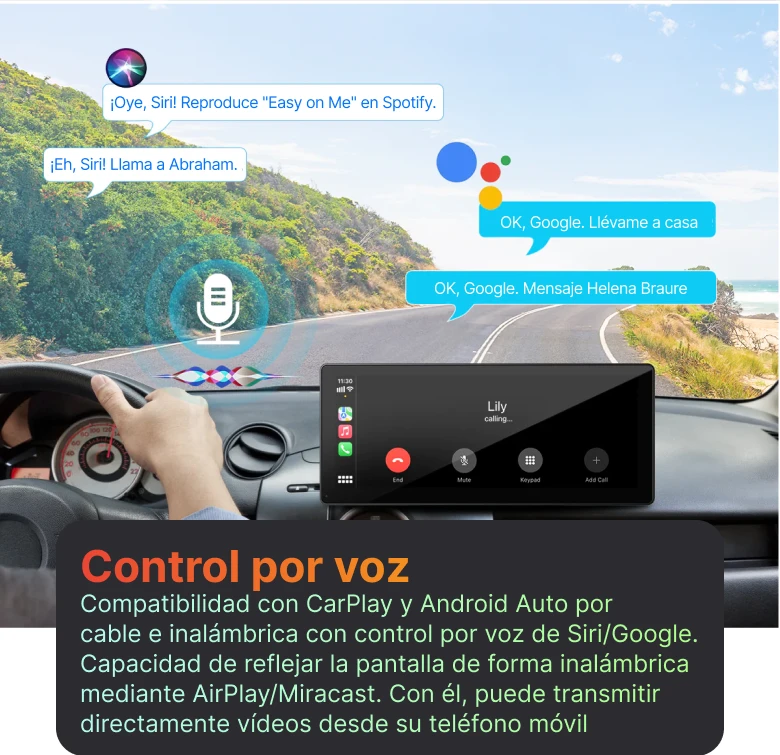 ¡Oye, Siri! Reproduce "Easy on Me" en Spotify.
¡Eh, Siri! Llama a Abraham.
OK, Google. Llévame a casa
OK, Google. Mensaje Helena Braure
11:30
Lily
calling...
End
Mute
Keypad
Add Call
Control por voz
Compatibilidad con CarPlay y Android Auto por
cable e inalámbrica con control por voz de Siri/Google.
Capacidad de reflejar la pantalla de forma inalámbrica
mediante AirPlay/Miracast. Con él, puede transmitir
directamente vídeos desde su teléfono móvil